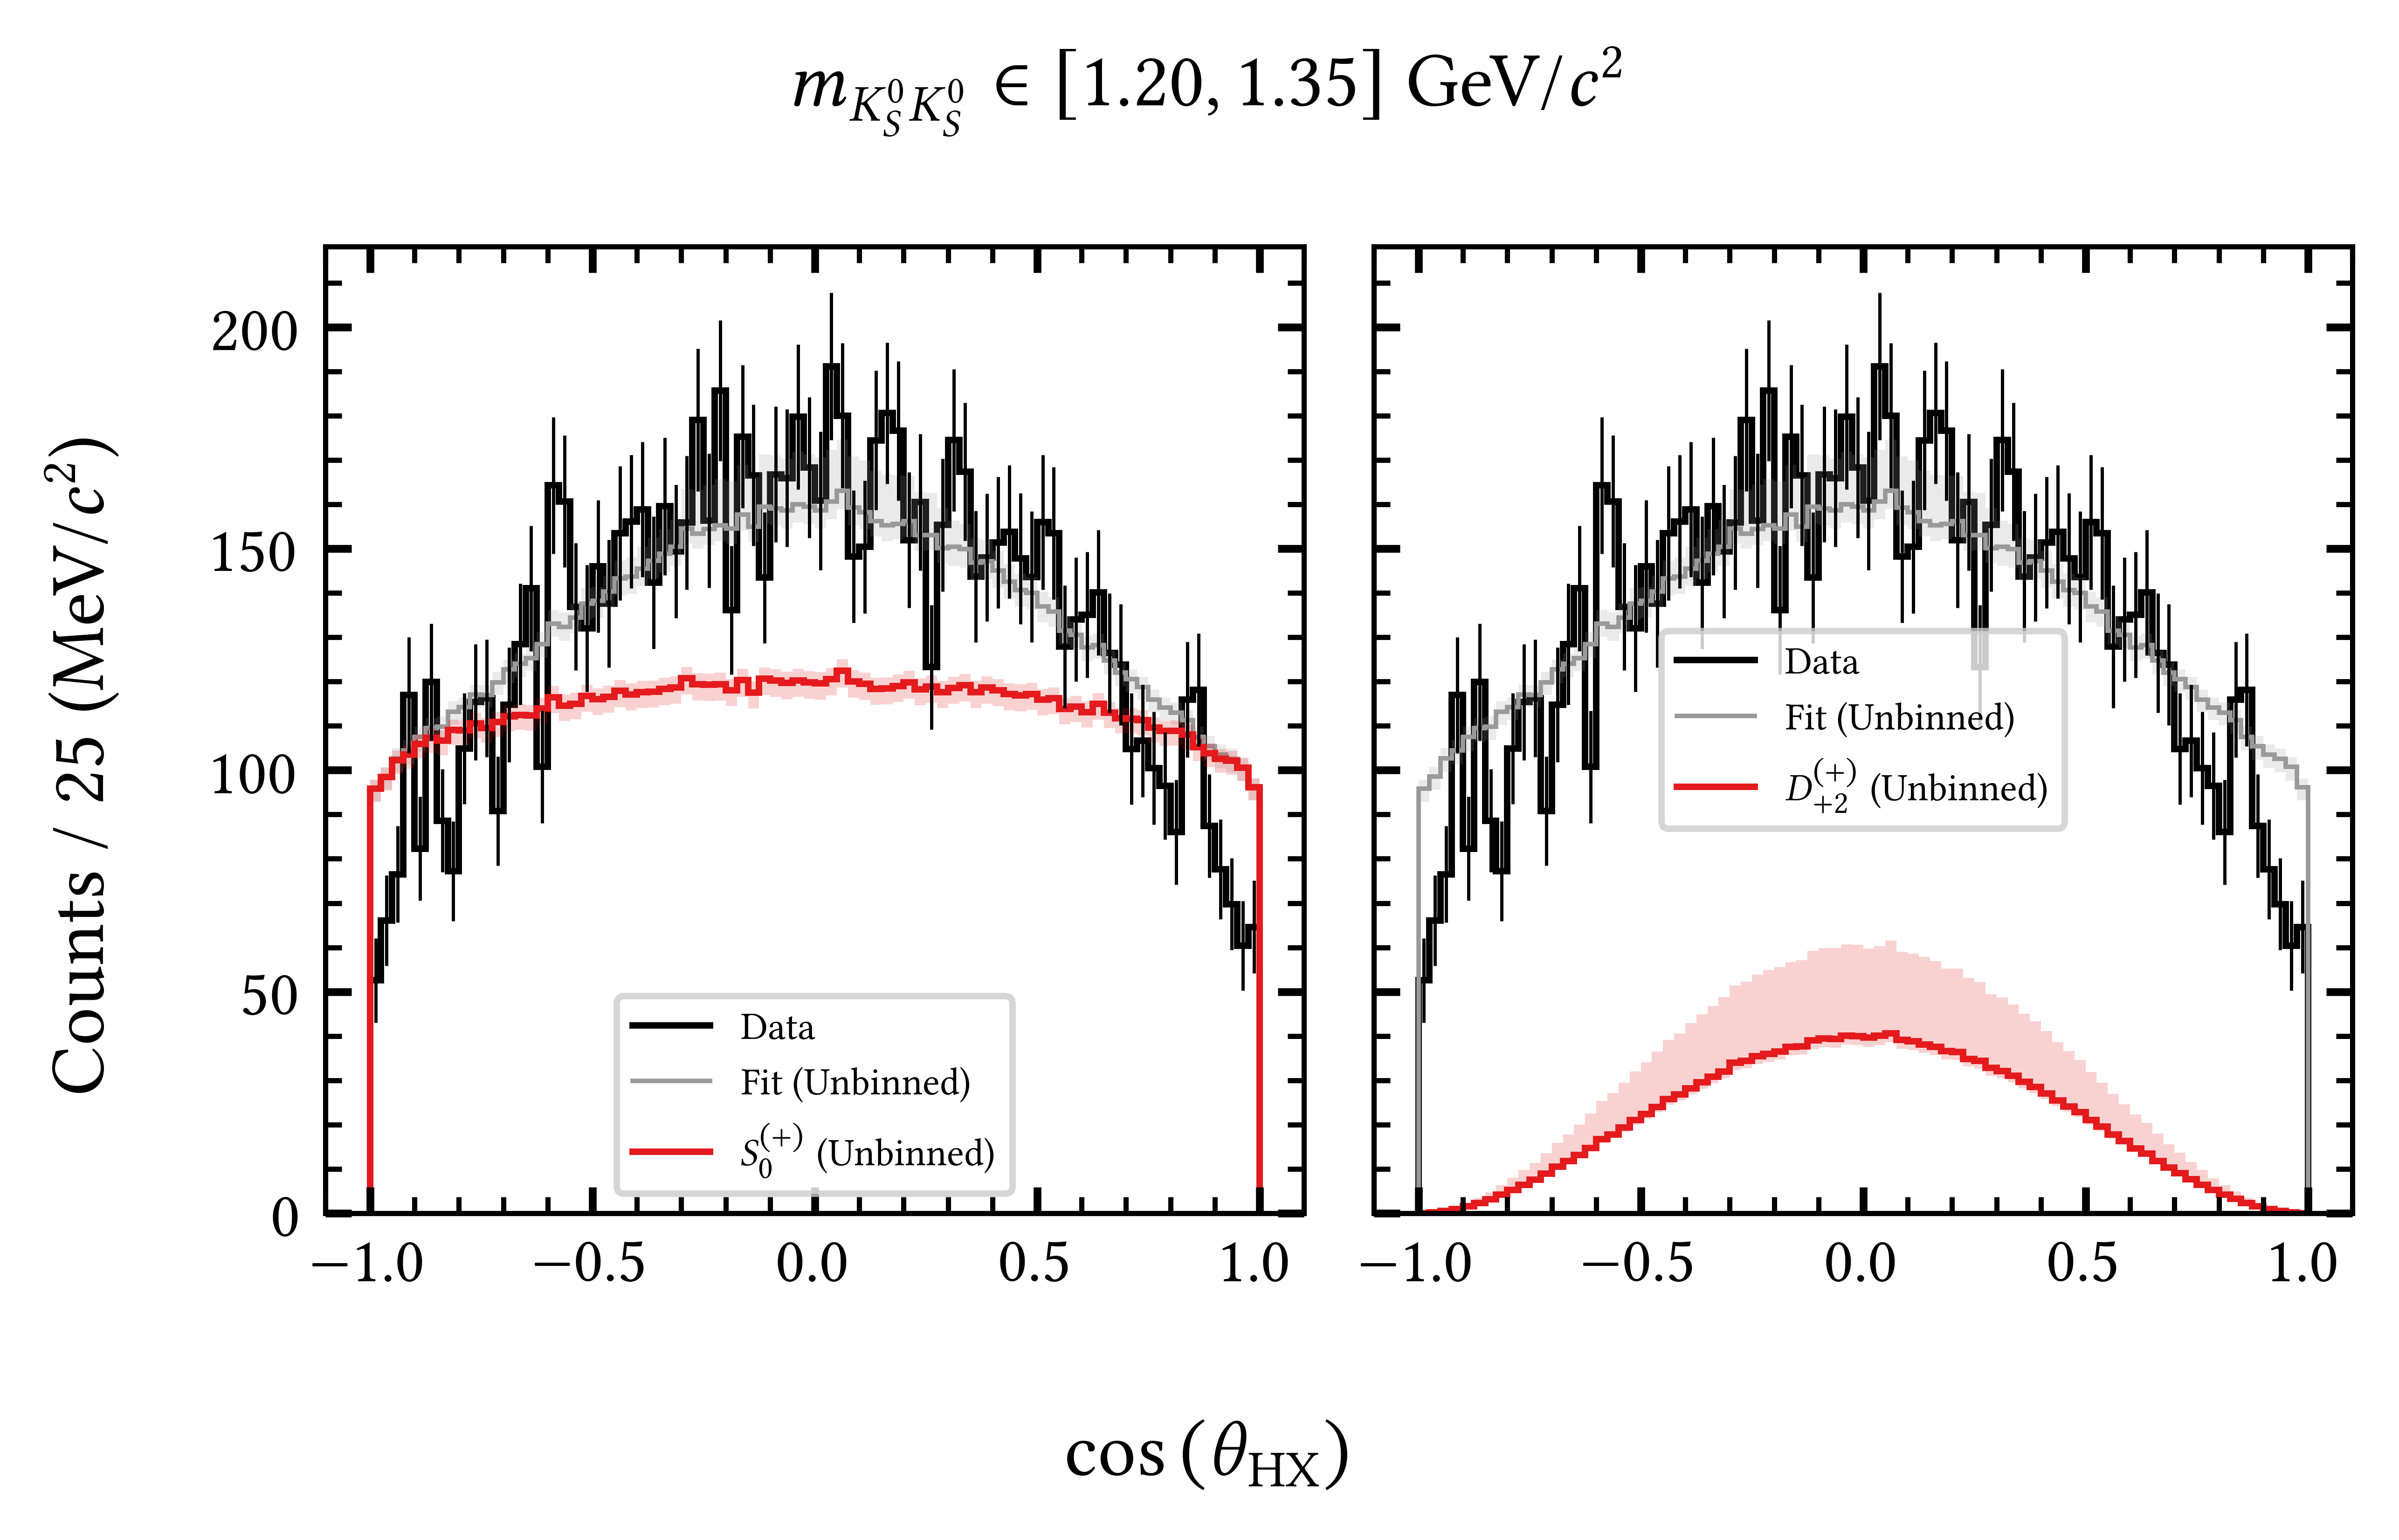 m_{K_S^0 K_S^0} ∈ [1.20, 1.35] GeV/c²
Counts / 25 (MeV/c²)
200
150
100
50
0
Data
Fit (Unbinned)
S_0^{(+)} (Unbinned)
−1.0 −0.5 0.0 0.5 1.0
Data
Fit (Unbinned)
D_{+2}^{(+)} (Unbinned)
−1.0 −0.5 0.0 0.5 1.0
cos (θ_HX)